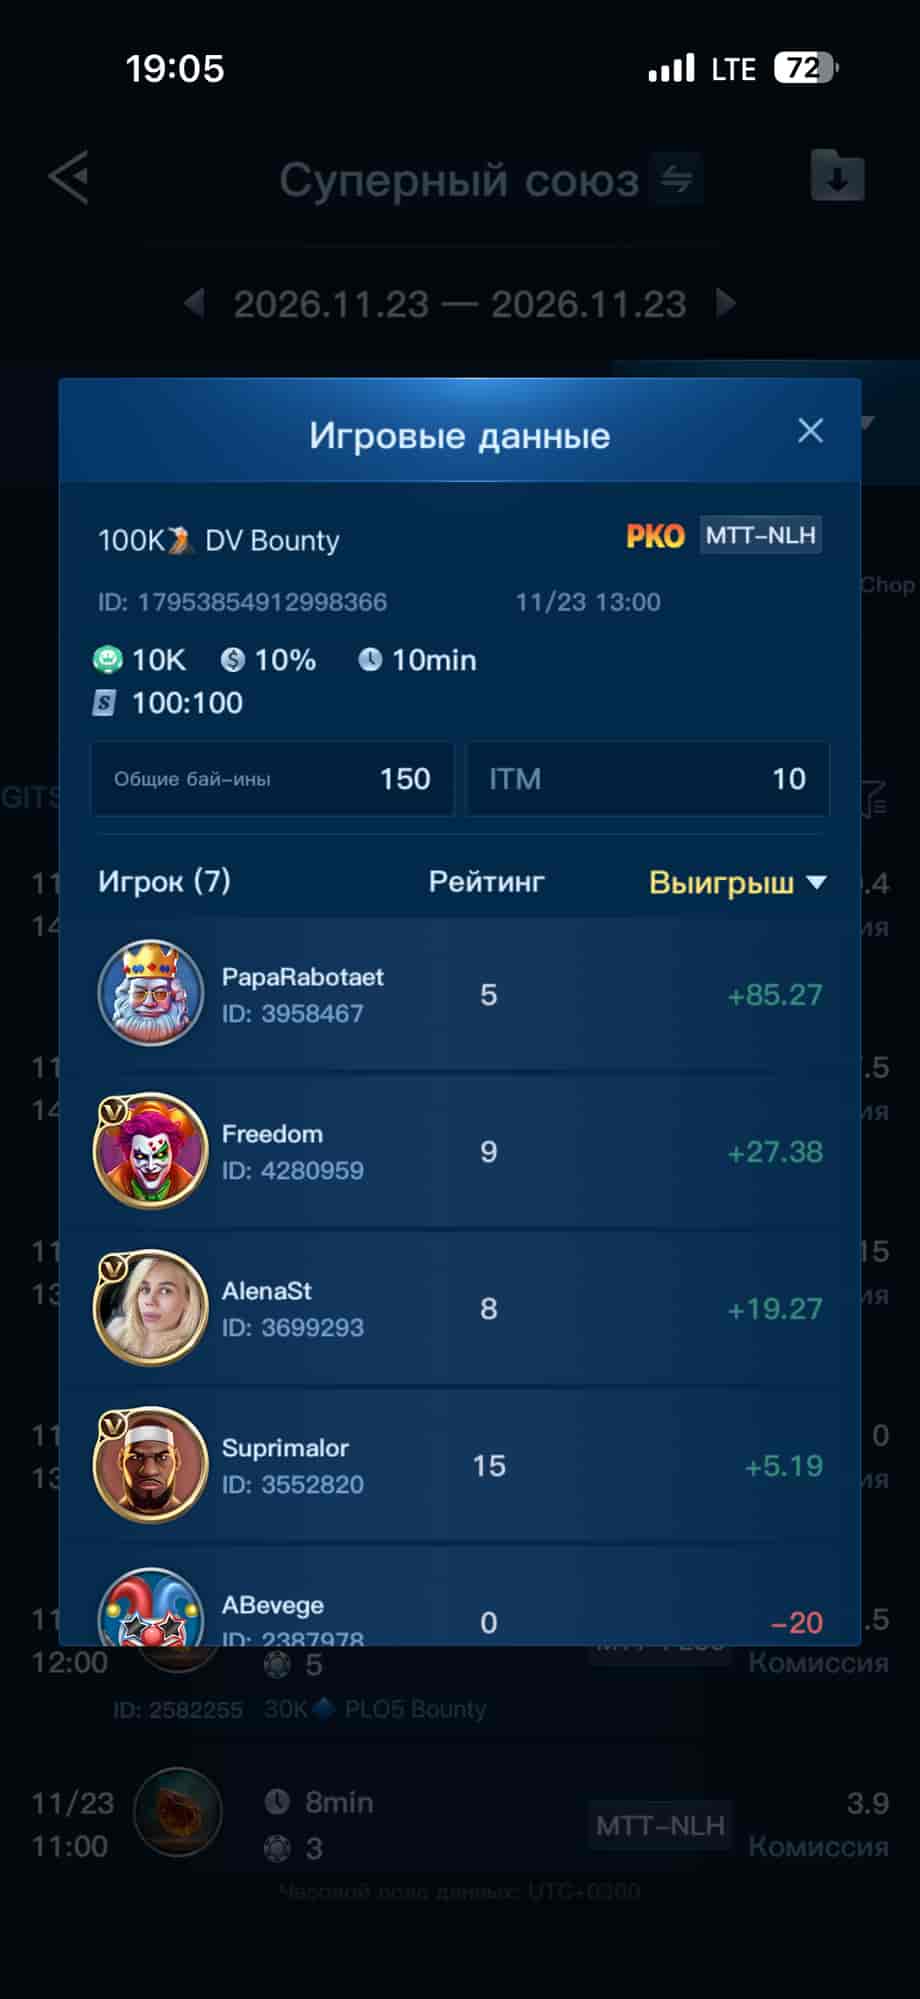 19:05 LTE 72
Суперный союз
2026.11.23 — 2026.11.23
Игровые данные
100K DV Bounty PKO MTT-NLH
Chop
ID: 17953854912998366 11/23 13:00
10K 10% 10min
100:100
Общие бай-ины 150 ITM 10
GITS
Игрок (7) Рейтинг Выигрыш
PapaRabotaet
ID: 3958467 5 +85.27
Freedom
ID: 4280959 9 +27.38
AlenaSt
ID: 3699293 8 +19.27
Suprimalor
ID: 3552820 15 +5.19
ABevege
ID: 2387978 0 -20
12:00 5 Комиссия
ID: 2582255 30K PLO5 Bounty
11/23 8min MTT-NLH 3.9
11:00 3 Комиссия
Часовой пояс данных: UTC+0300